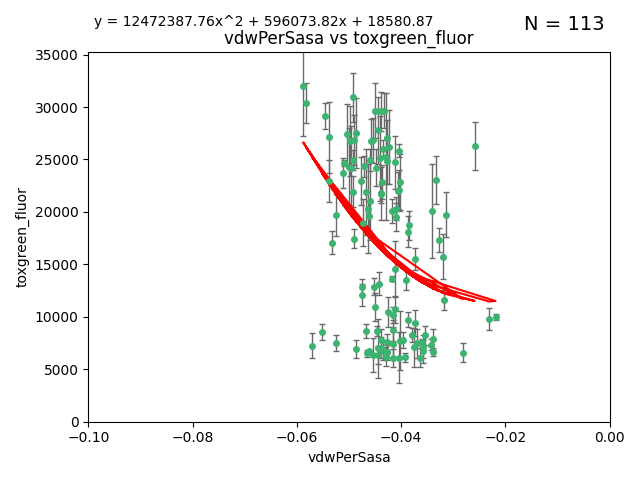 y = 12472387.76x^2 + 596073.82x + 18580.87
N = 113
vdwPerSasa vs toxgreen_fluor
35000
30000
25000
20000
15000
10000
5000
0
toxgreen_fluor
−0.10
−0.08
−0.06
−0.04
−0.02
0.00
vdwPerSasa